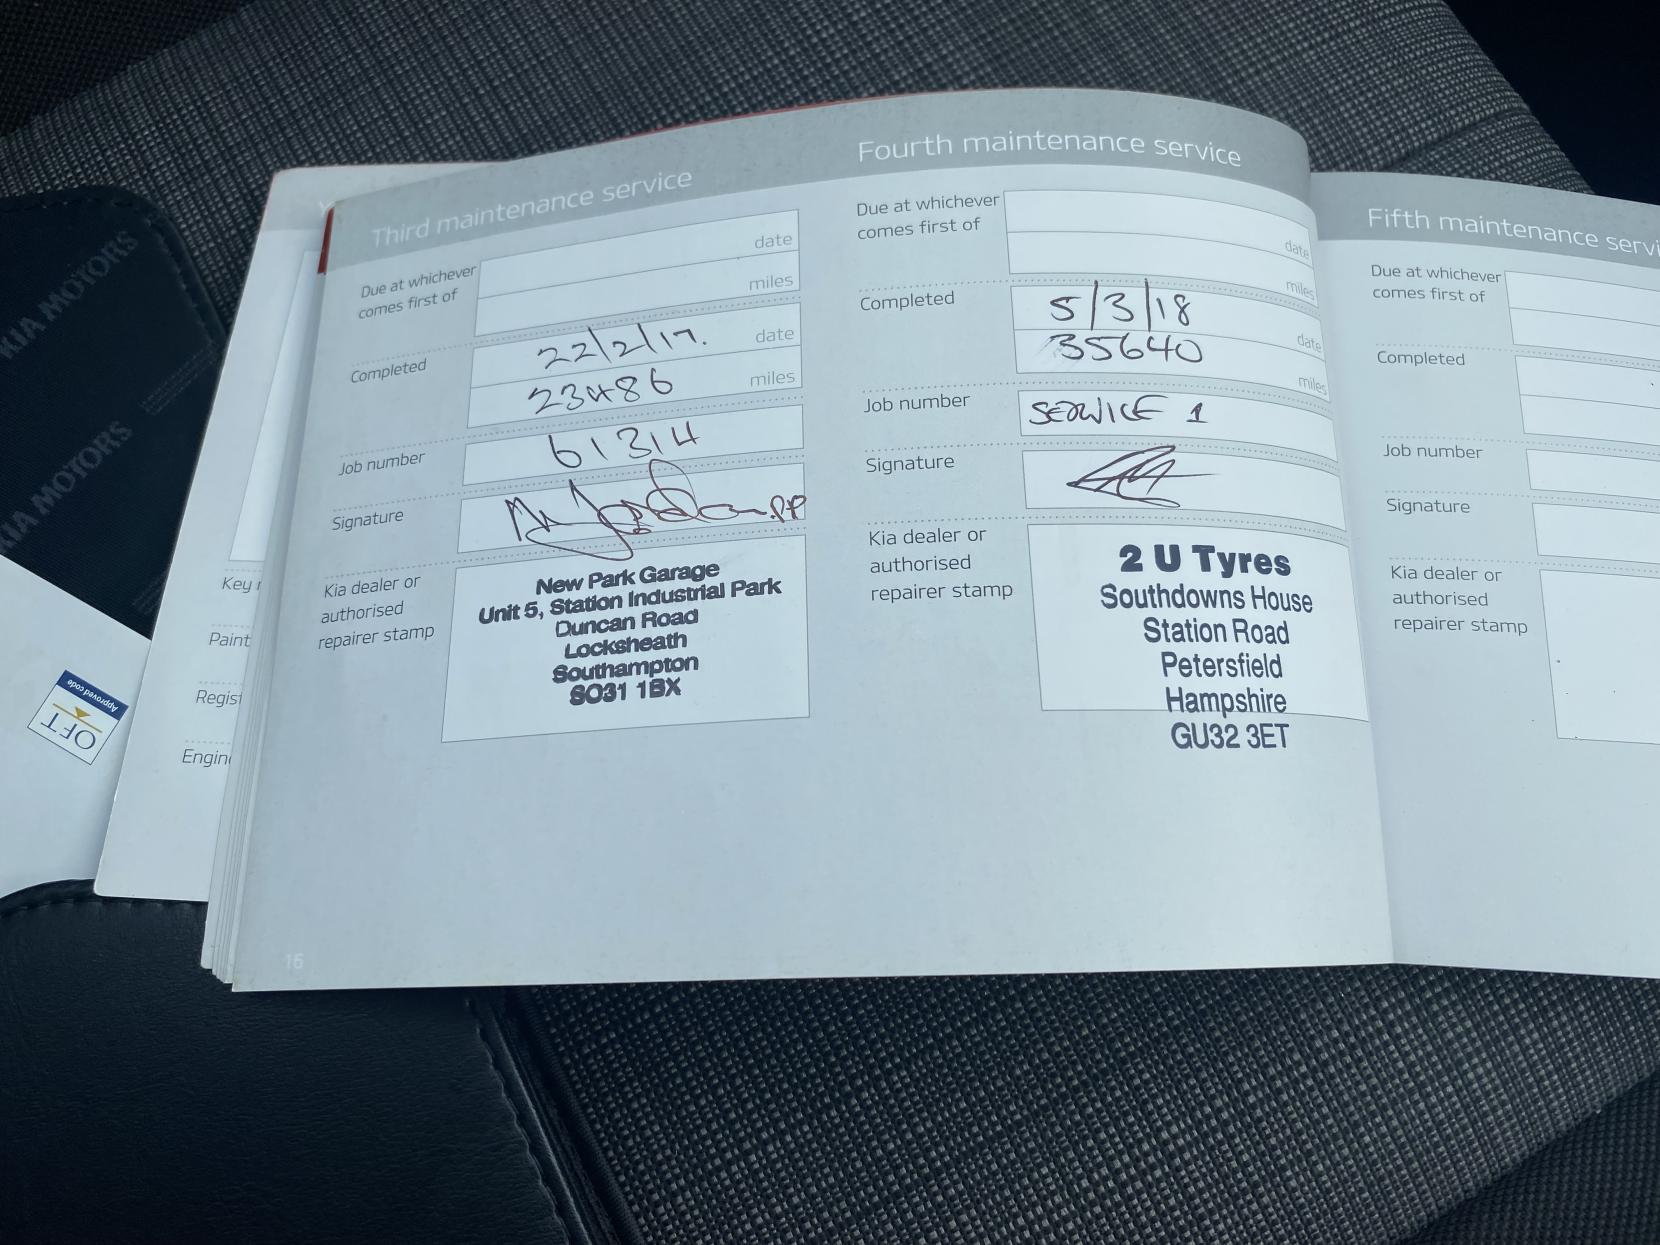 Third maintenance service
Due at whichever
comes first of
date
miles
Completed
22/2/17.
date
23486
miles
Job number
61314
Signature
PP
Kia dealer or
authorised
repairer stamp
New Park Garage
Unit 5, Station Industrial Park
Duncan Road
Locksheath
Southampton
SO31 1BX
16
Fourth maintenance service
Due at whichever
comes first of
date
miles
Completed
5/3/18
date
35640
miles
Job number
SERVICE 1
Signature
Kia dealer or
authorised
repairer stamp
2 U Tyres
Southdowns House
Station Road
Petersfield
Hampshire
GU32 3ET
Fifth maintenance servi
Due at whichever
comes first of
Completed
Job number
Signature
Kia dealer or
authorised
repairer stamp
Key
Paint
Regist
Engin
KIA MOTORS
KIA MOTORS
OFT
Approved code